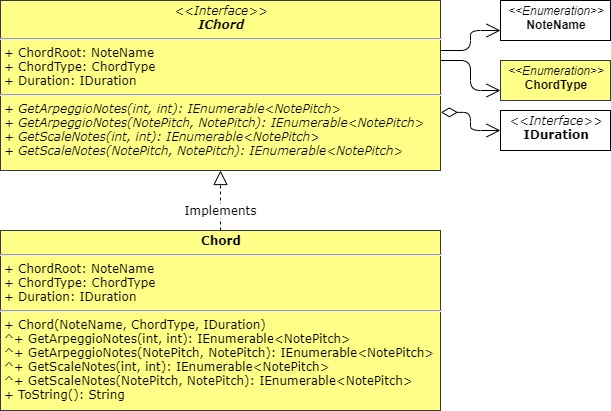 <<Interface>>
IChord
+ ChordRoot: NoteName
+ ChordType: ChordType
+ Duration: IDuration
+ GetArpeggioNotes(int, int): IEnumerable<NotePitch>
+ GetArpeggioNotes(NotePitch, NotePitch): IEnumerable<NotePitch>
+ GetScaleNotes(int, int): IEnumerable<NotePitch>
+ GetScaleNotes(NotePitch, NotePitch): IEnumerable<NotePitch>
<<Enumeration>>
NoteName
<<Enumeration>>
ChordType
<<Interface>>
IDuration
Implements
Chord
+ ChordRoot: NoteName
+ ChordType: ChordType
+ Duration: IDuration
+ Chord(NoteName, ChordType, IDuration)
^+ GetArpeggioNotes(int, int): IEnumerable<NotePitch>
^+ GetArpeggioNotes(NotePitch, NotePitch): IEnumerable<NotePitch>
^+ GetScaleNotes(int, int): IEnumerable<NotePitch>
^+ GetScaleNotes(NotePitch, NotePitch): IEnumerable<NotePitch>
+ ToString(): String